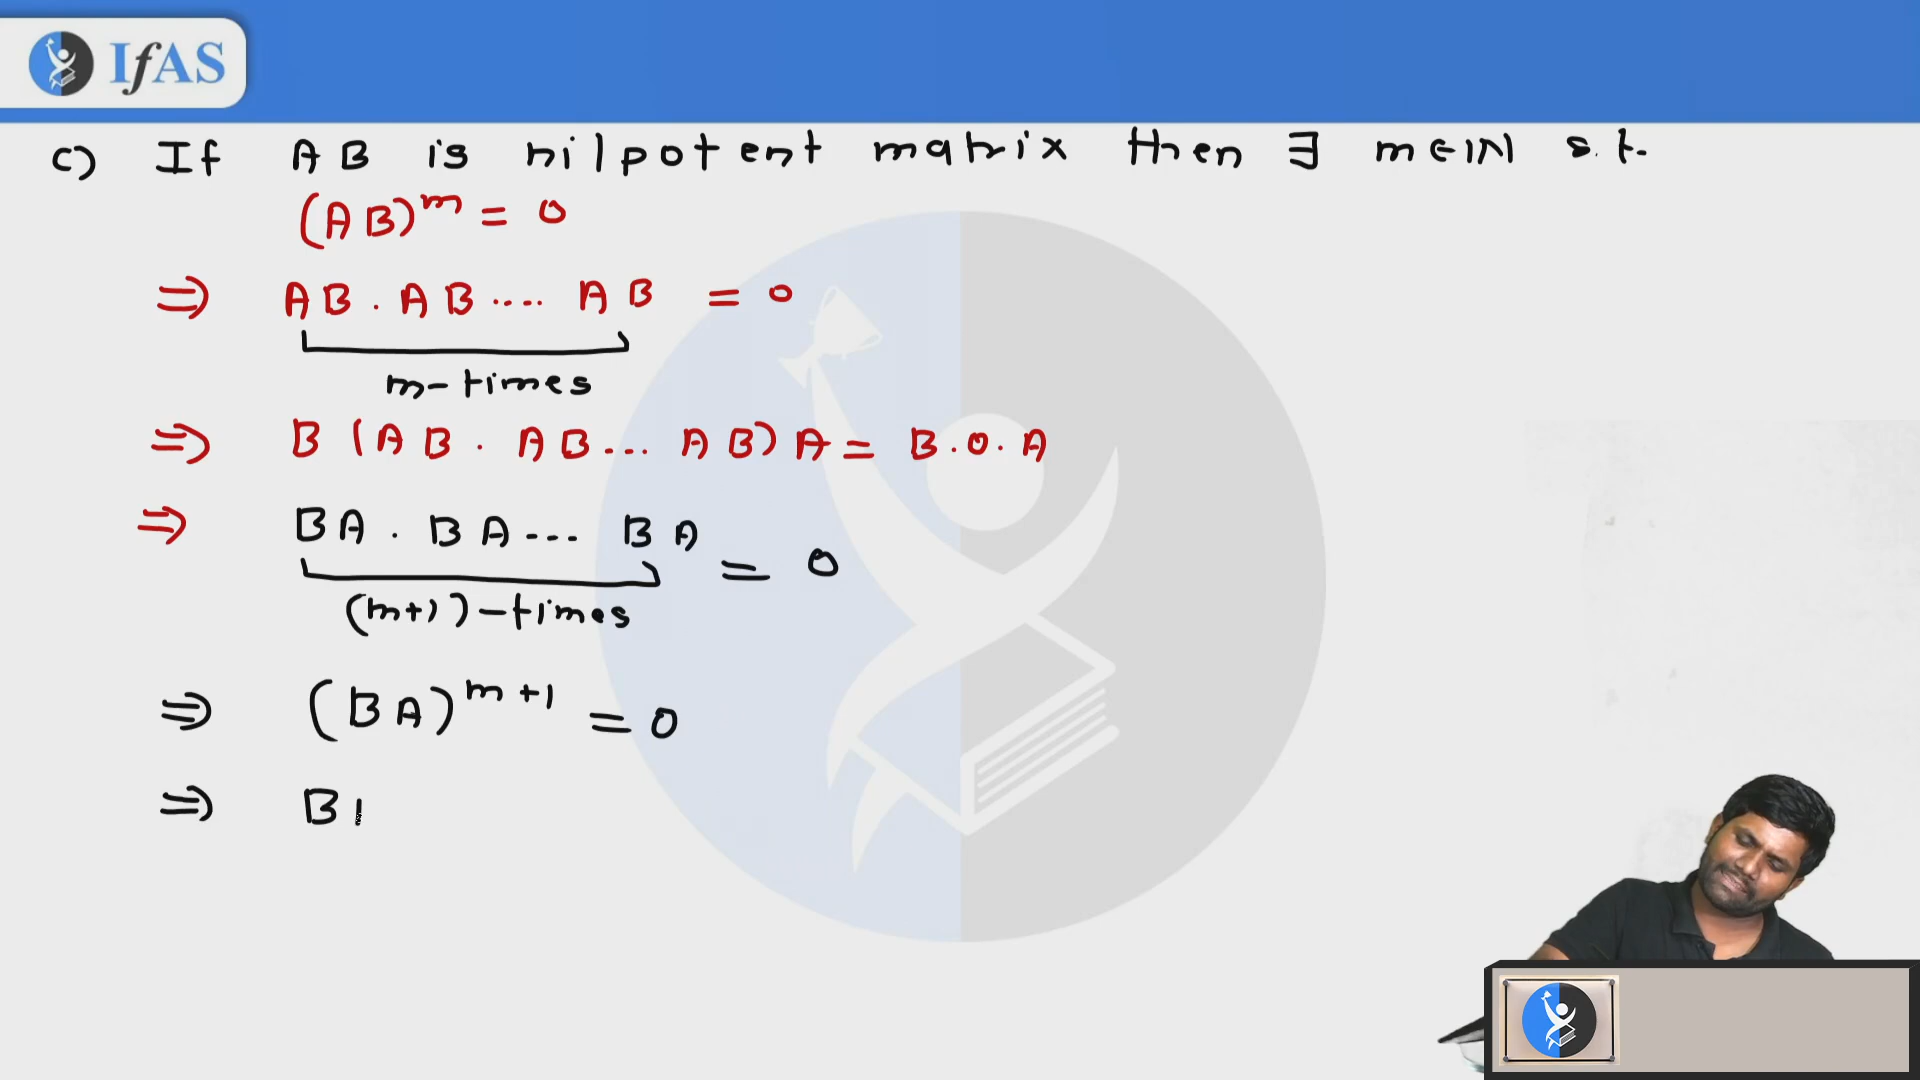 IfAS
c) If AB is nilpotent matrix then ∃ m∈ℕ s.t.
(AB)^m = 0
⇒ AB . AB .... AB = 0
m-times
⇒ B (AB . AB... AB) A = B.0.A
⇒ BA . BA --- BA = 0
(m+1)-times
⇒ (BA)^{m+1} = 0
⇒ B